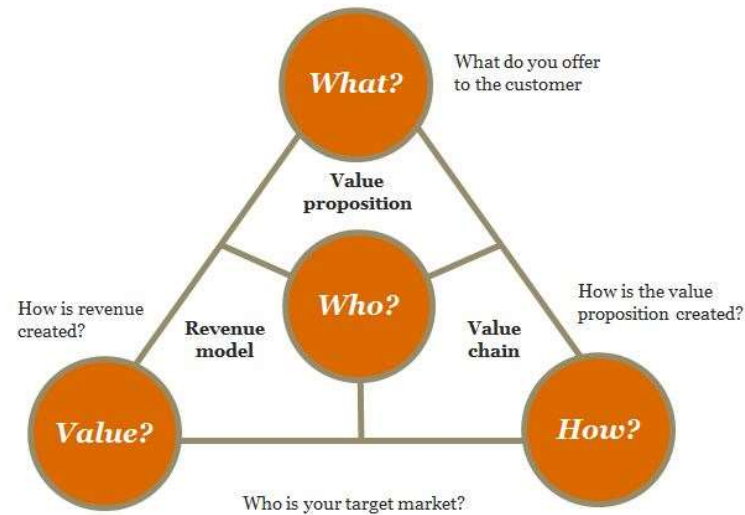 What?
What do you offer
to the customer
Value
proposition
Who?
How is revenue
created?
Revenue
model
Value
chain
How is the value
proposition created?
Value?
How?
Who is your target market?